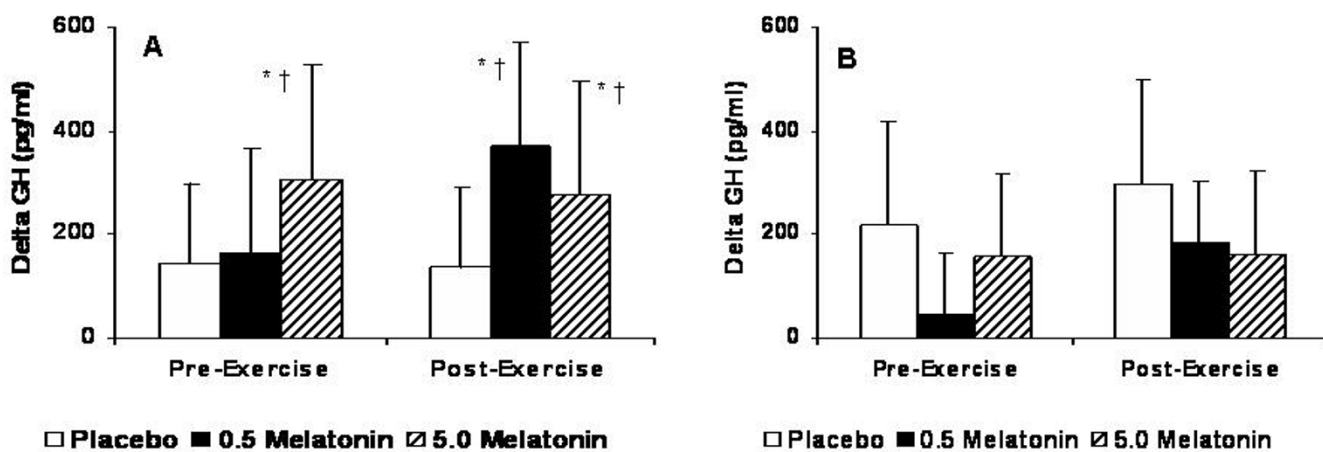 A
Delta GH (pg/ml)
600
400
200
0
* †
* †
* †
Pre-Exercise Post-Exercise
Placebo 0.5 Melatonin 5.0 Melatonin
B
Delta GH (pg/ml)
600
400
200
0
Pre-Exercise Post-Exercise
Placebo 0.5 Melatonin 5.0 Melatonin